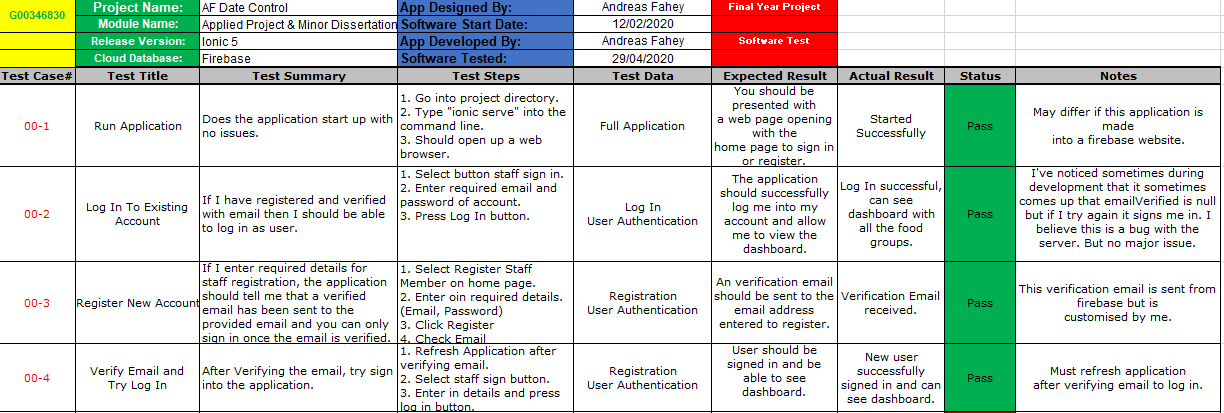 G00346830
Project Name:
AF Date Control
App Designed By:
Andreas Fahey
Final Year Project
Module Name:
Applied Project & Minor Dissertation
Software Start Date:
12/02/2020
Release Version:
Ionic 5
App Developed By:
Andreas Fahey
Software Test
Cloud Database:
Firebase
Software Tested:
29/04/2020
Test Case#
Test Title
Test Summary
Test Steps
Test Data
Expected Result
Actual Result
Status
Notes
00-1
Run Application
Does the application start up with
no issues.
1. Go into project directory.
2. Type "ionic serve" into the
command line.
3. Should open up a web
browser.
Full Application
You should be
presented with
a web page opening
with the
home page to sign in
or register.
Started
Successfully
Pass
May differ if this application is
made
into a firebase website.
00-2
Log In To Existing
Account
If I have registered and verified
with email then I should be able
to log in as user.
1. Select button staff sign in.
2. Enter required email and
password of account.
3. Press Log In button.
Log In
User Authentication
The application
should successfully
log me into my
account and allow
me to view the
dashboard.
Log In successful,
can see
dashboard with
all the food
groups.
Pass
I've noticed sometimes during
development that it sometimes
comes up that emailVerified is null
but if I try again it signs me in. I
believe this is a bug with the
server. But no major issue.
00-3
Register New Account
If I enter required details for
staff registration, the application
should tell me that a verified
email has been sent to the
provided email and you can only
sign in once the email is verified.
1. Select Register Staff
Member on home page.
2. Enter oin required details.
(Email, Password)
3. Click Register
4. Check Email
Registration
User Authentication
An verification email
should be sent to the
email address
entered to register.
Verification Email
received.
Pass
This verification email is sent from
firebase but is
customised by me.
00-4
Verify Email and
Try Log In
After Verifying the email, try sign
into the application.
1. Refresh Application after
verifying email.
2. Select staff sign button.
3. Enter in details and press
log in button.
Registration
User Authentication
User should be
signed in and be
able to see
dashboard.
New user
successfully
signed in and can
see dashboard.
Pass
Must refresh application
after verifying email to log in.